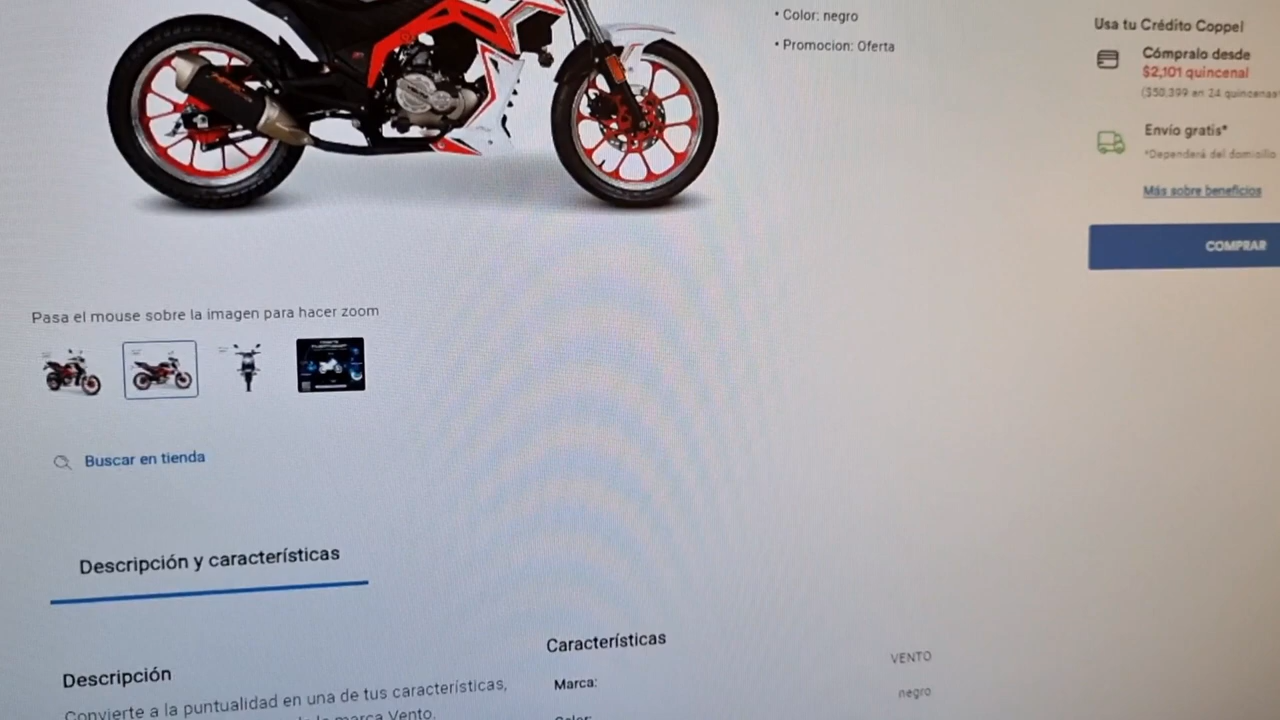 • Color: negro
• Promocion: Oferta
Usa tu Crédito Coppel
Cómpralo desde
$2,101 quincenal
($50,399 en 24 quincenas*
Envío gratis*
*Dependerá del domicilio
Más sobre beneficios
COMPRAR
Pasa el mouse sobre la imagen para hacer zoom
Buscar en tienda
Descripción y características
Descripción
Convierte a la puntualidad en una de tus características,
la marca Vento.
Características
Marca:
VENTO
Color:
negro